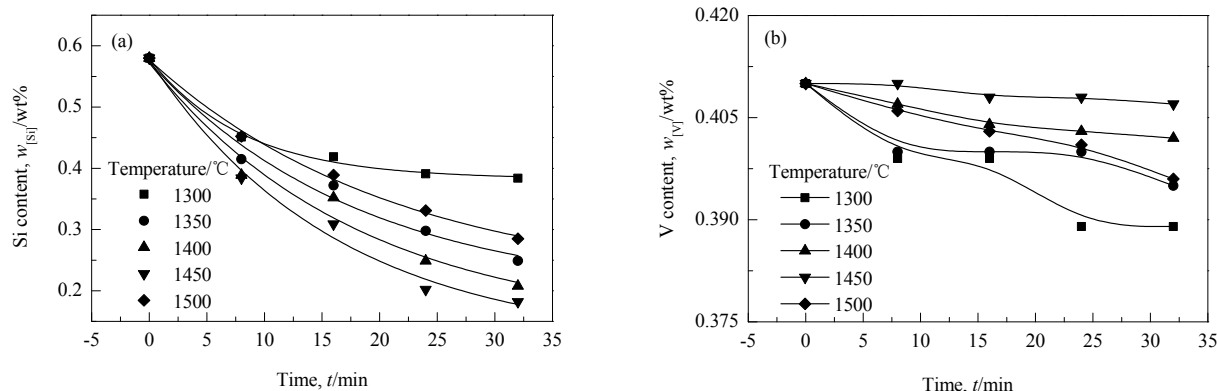 (a)
0.6
0.5
0.4
0.3
0.2
Si content, w[Si]/wt%
Temperature/℃
1300
1350
1400
1450
1500
-5 0 5 10 15 20 25 30 35
Time, t/min
(b)
0.420
0.405
0.390
0.375
V content, w[V]/wt%
Temperature/℃
1300
1350
1400
1450
1500
-5 0 5 10 15 20 25 30 35
Time, t/min